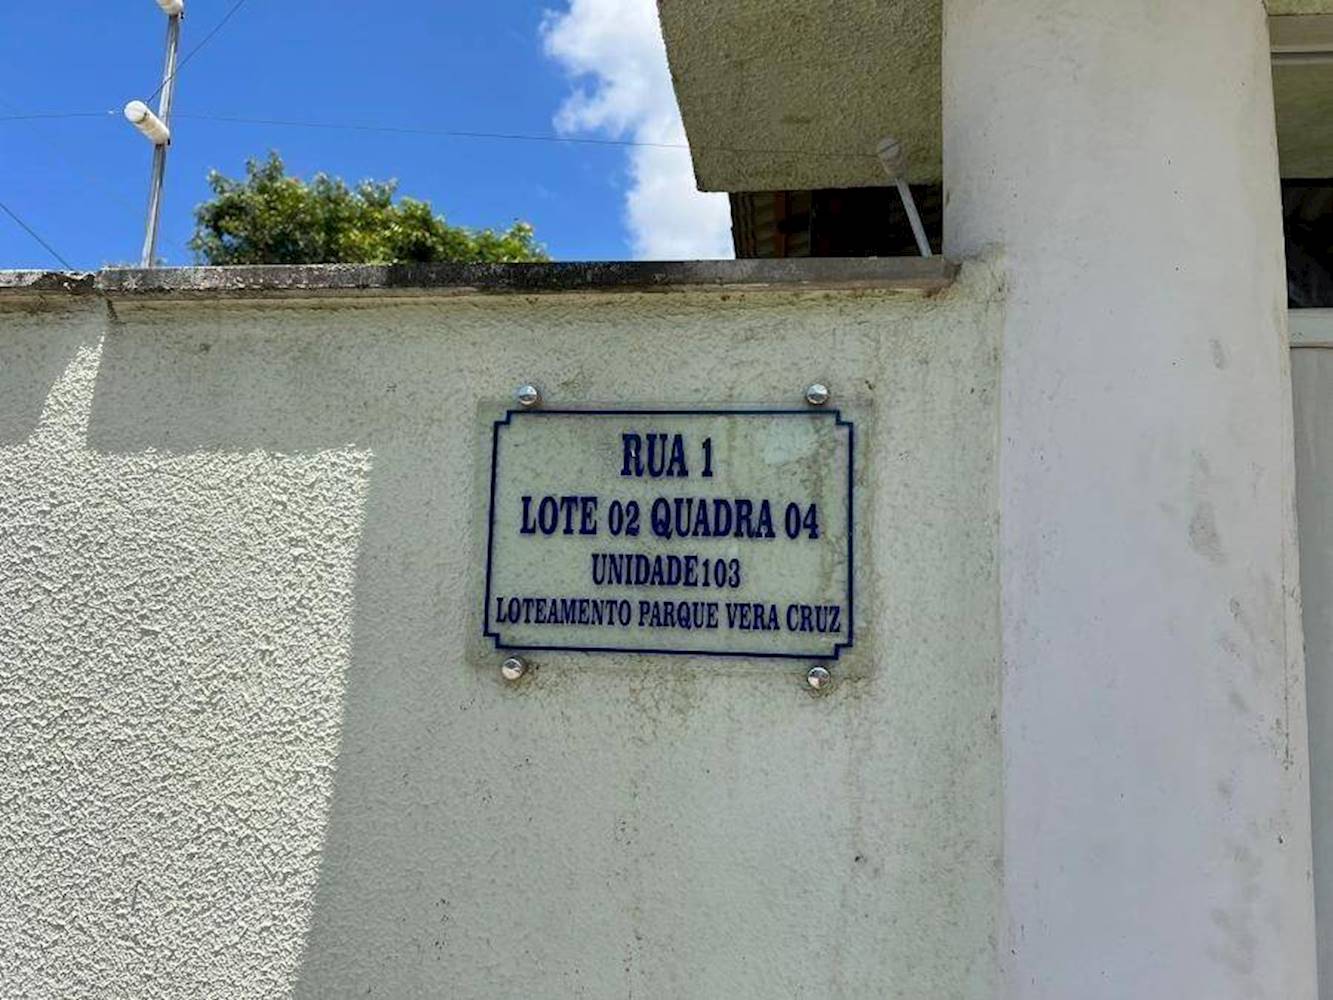 RUA 1
LOTE 02 QUADRA 04
UNIDADE103
LOTEAMENTO PARQUE VERA CRUZ